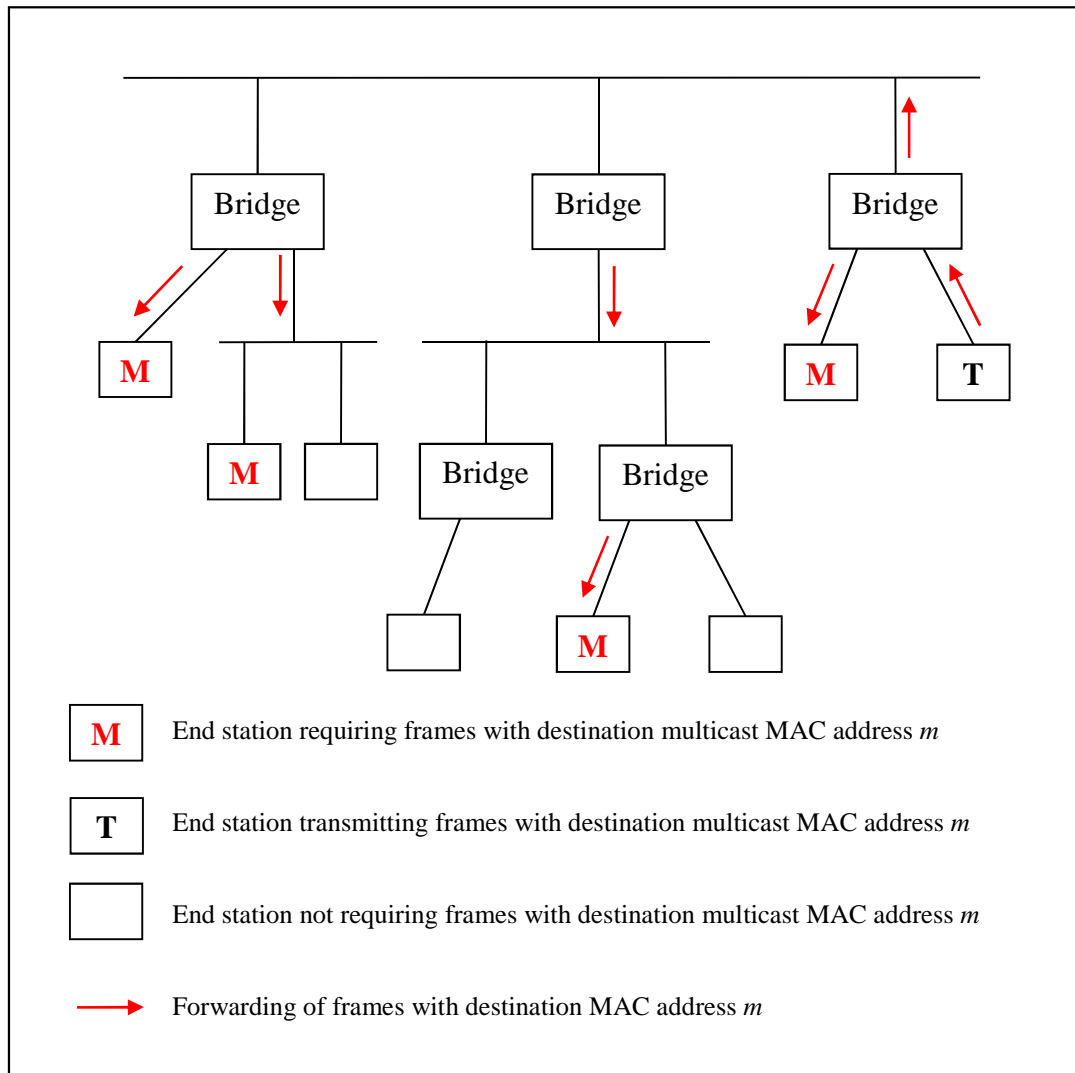 Bridge Bridge Bridge
M M T
M Bridge Bridge
M
M End station requiring frames with destination multicast MAC address m
T End station transmitting frames with destination multicast MAC address m
End station not requiring frames with destination multicast MAC address m
Forwarding of frames with destination MAC address m